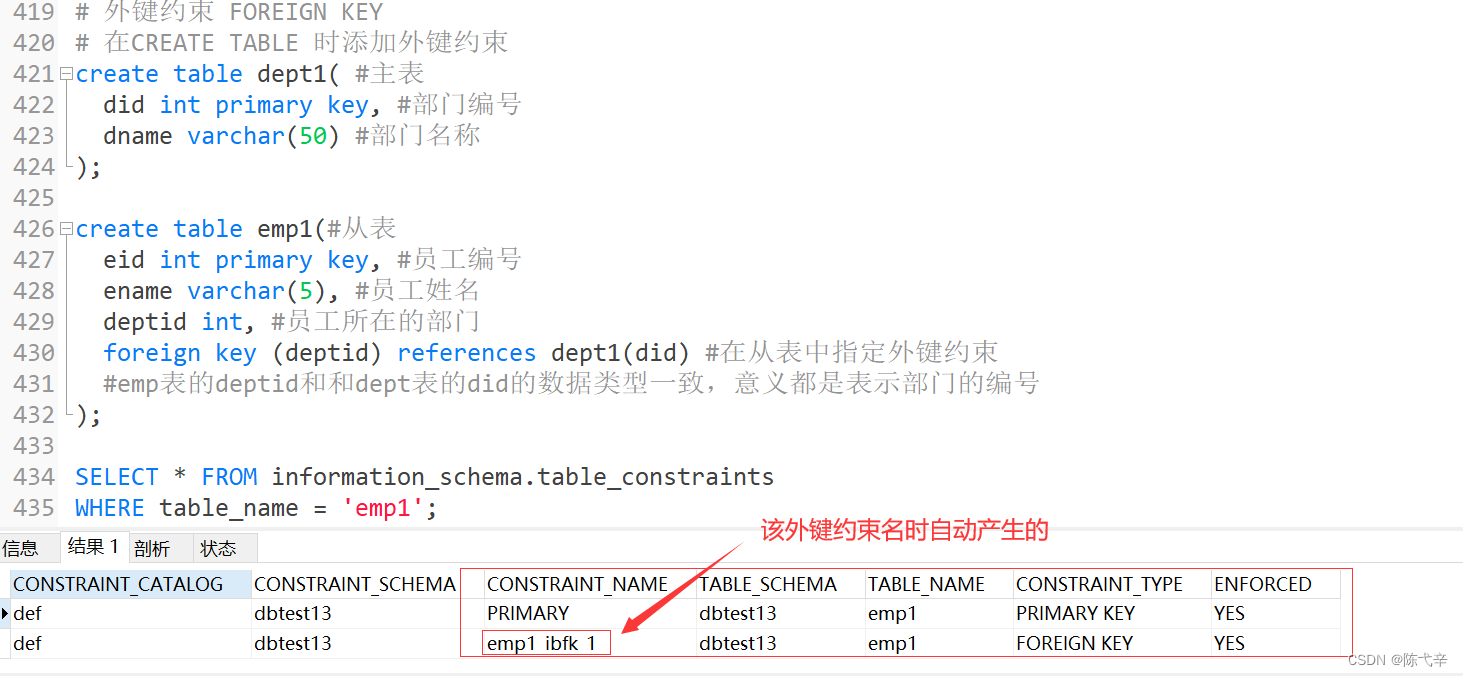 419 # 外键约束 FOREIGN KEY
420 # 在CREATE TABLE 时添加外键约束
421 create table dept1( #主表
422 did int primary key, #部门编号
423 dname varchar(50) #部门名称
424 );
425
426 create table emp1(#从表
427 eid int primary key, #员工编号
428 ename varchar(5), #员工姓名
429 deptid int, #员工所在的部门
430 foreign key (deptid) references dept1(did) #在从表中指定外键约束
431 #emp表的deptid和和dept表的did的数据类型一致，意义都是表示部门的编号
432 );
433
434 SELECT * FROM information_schema.table_constraints
435 WHERE table_name = 'emp1';
该外键约束名时自动产生的
信息 结果 1 剖析 状态
CONSTRAINT_CATALOG CONSTRAINT_SCHEMA CONSTRAINT_NAME TABLE_SCHEMA TABLE_NAME CONSTRAINT_TYPE ENFORCED
def dbtest13 PRIMARY dbtest13 emp1 PRIMARY KEY YES
def dbtest13 emp1_ibfk_1 dbtest13 emp1 FOREIGN KEY YES
CSDN @陈弋辛